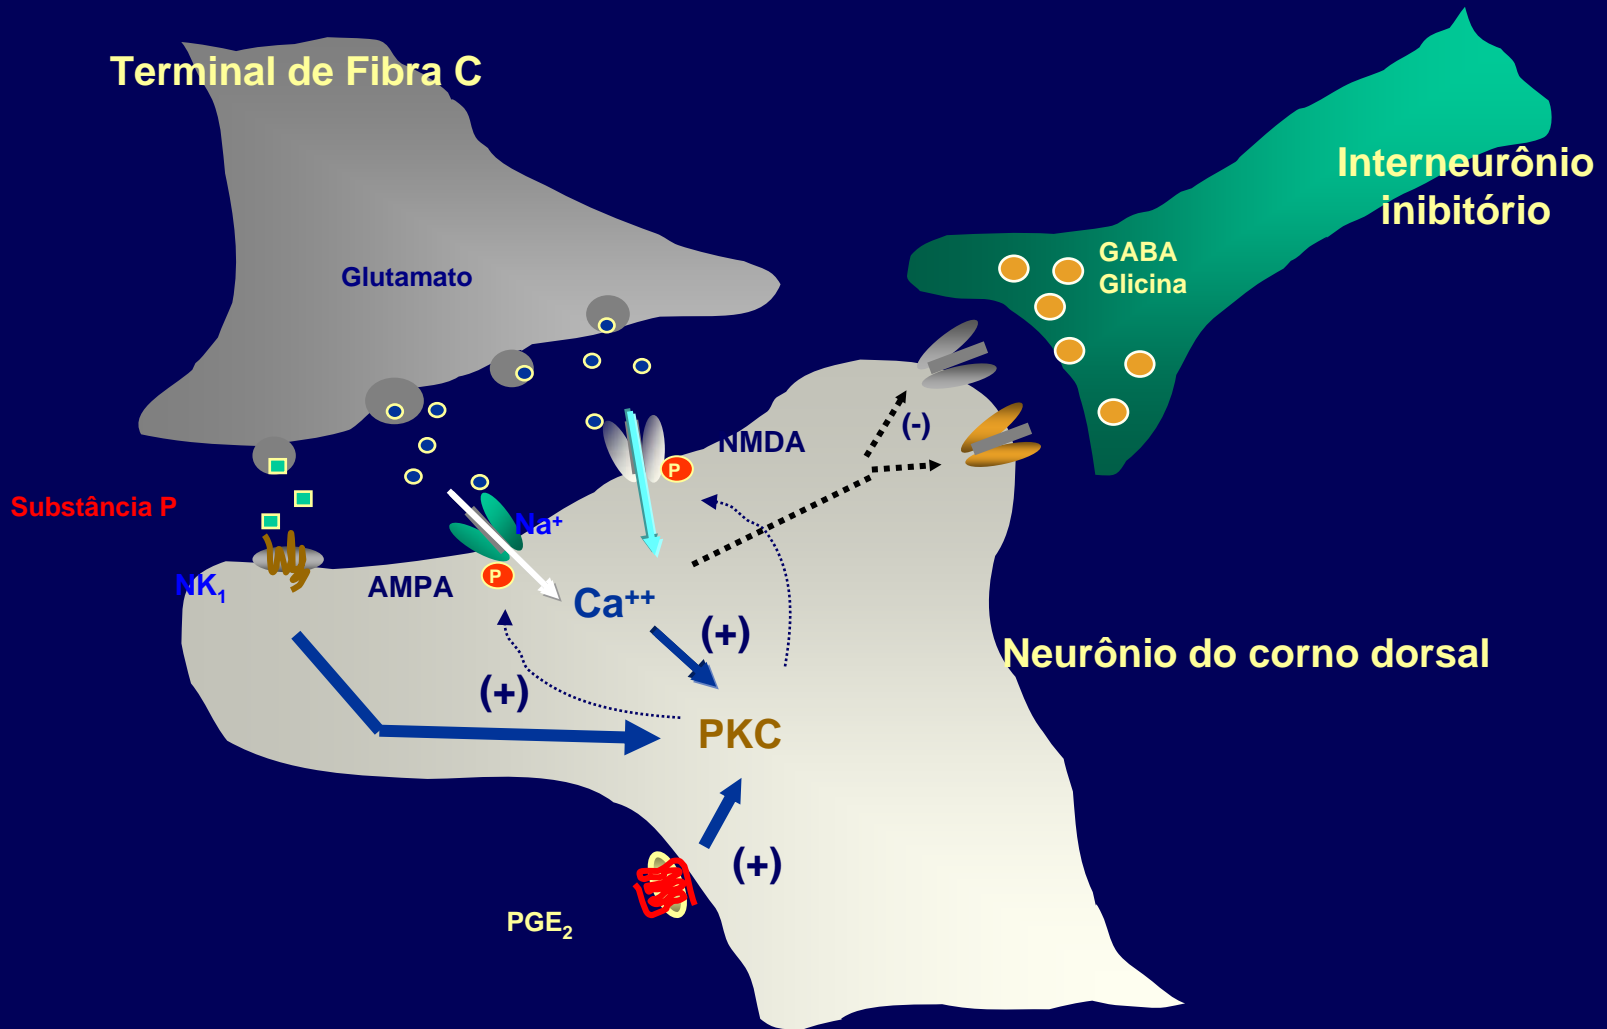 Terminal de Fibra C
Interneurônio
inibitório
GABA
Glicina
Glutamato
(-)
NMDA
P
Substância P
Na⁺
P
NK₁
AMPA
Ca⁺⁺
(+)
Neurônio do corno dorsal
(+)
PKC
(+)
PGE₂